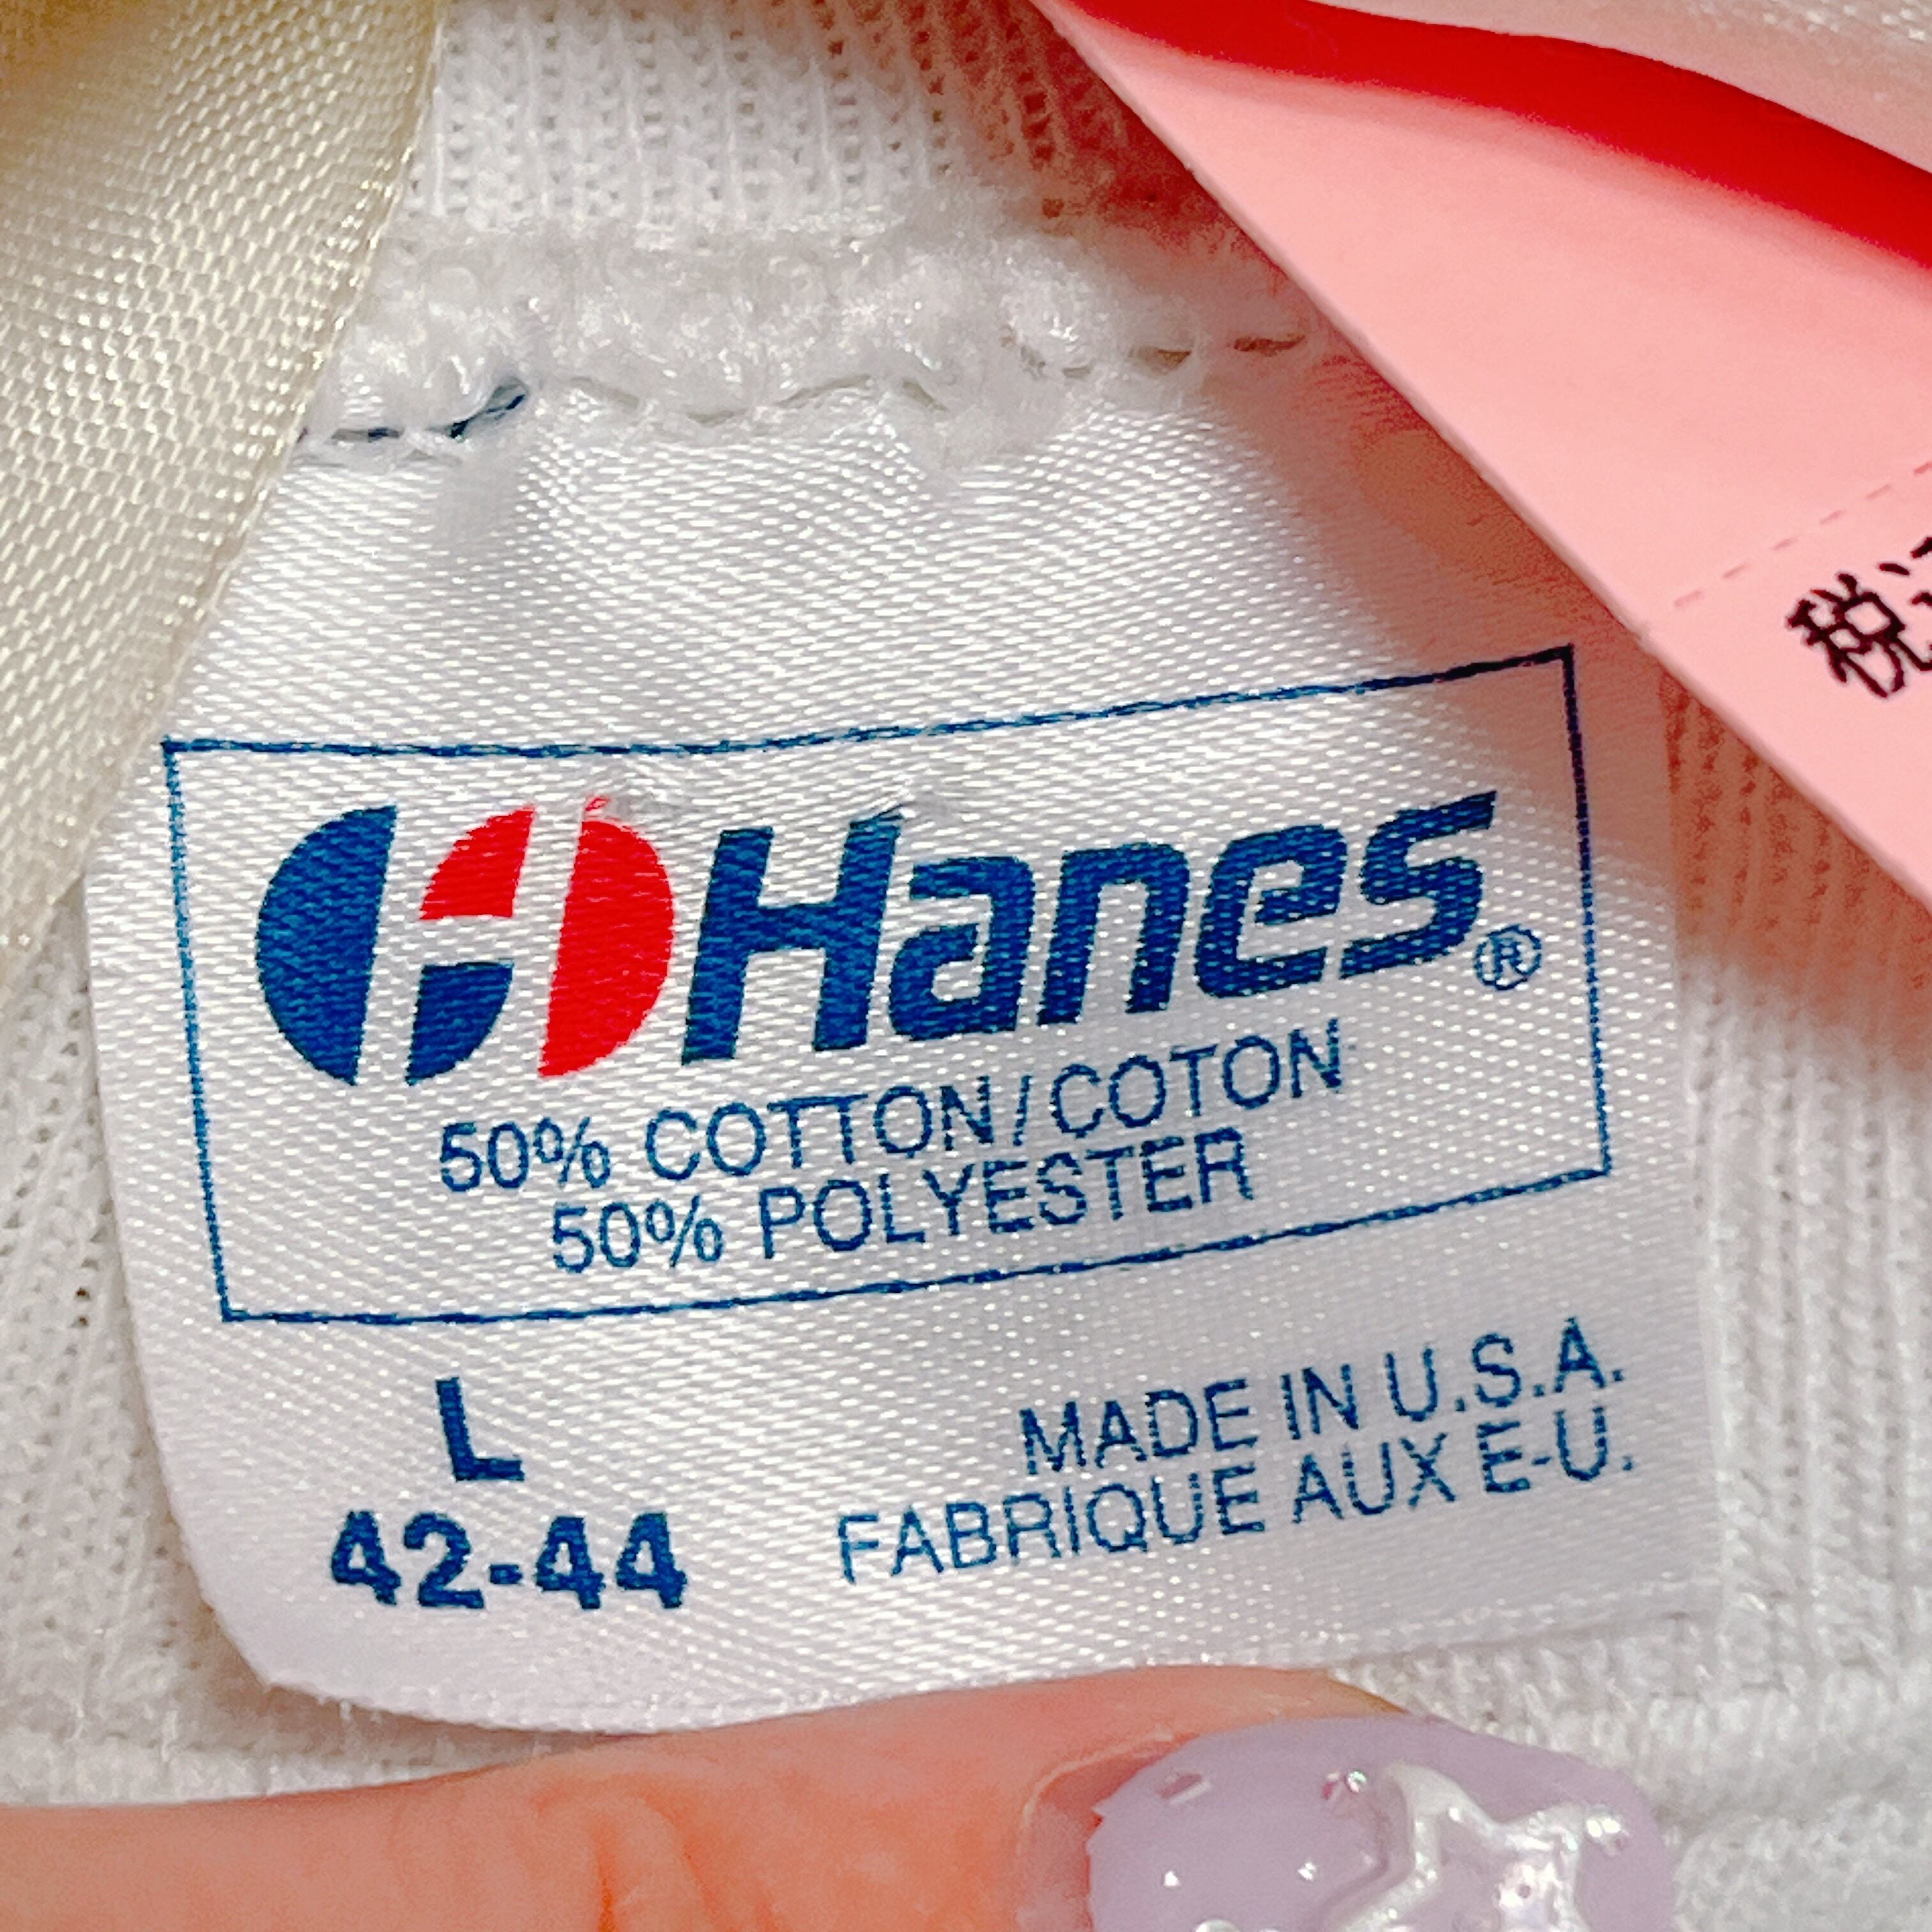 税
Hanes®
50% COTTON/COTON
50% POLYESTER
L
42-44
MADE IN U.S.A.
FABRIQUE AUX E-U.